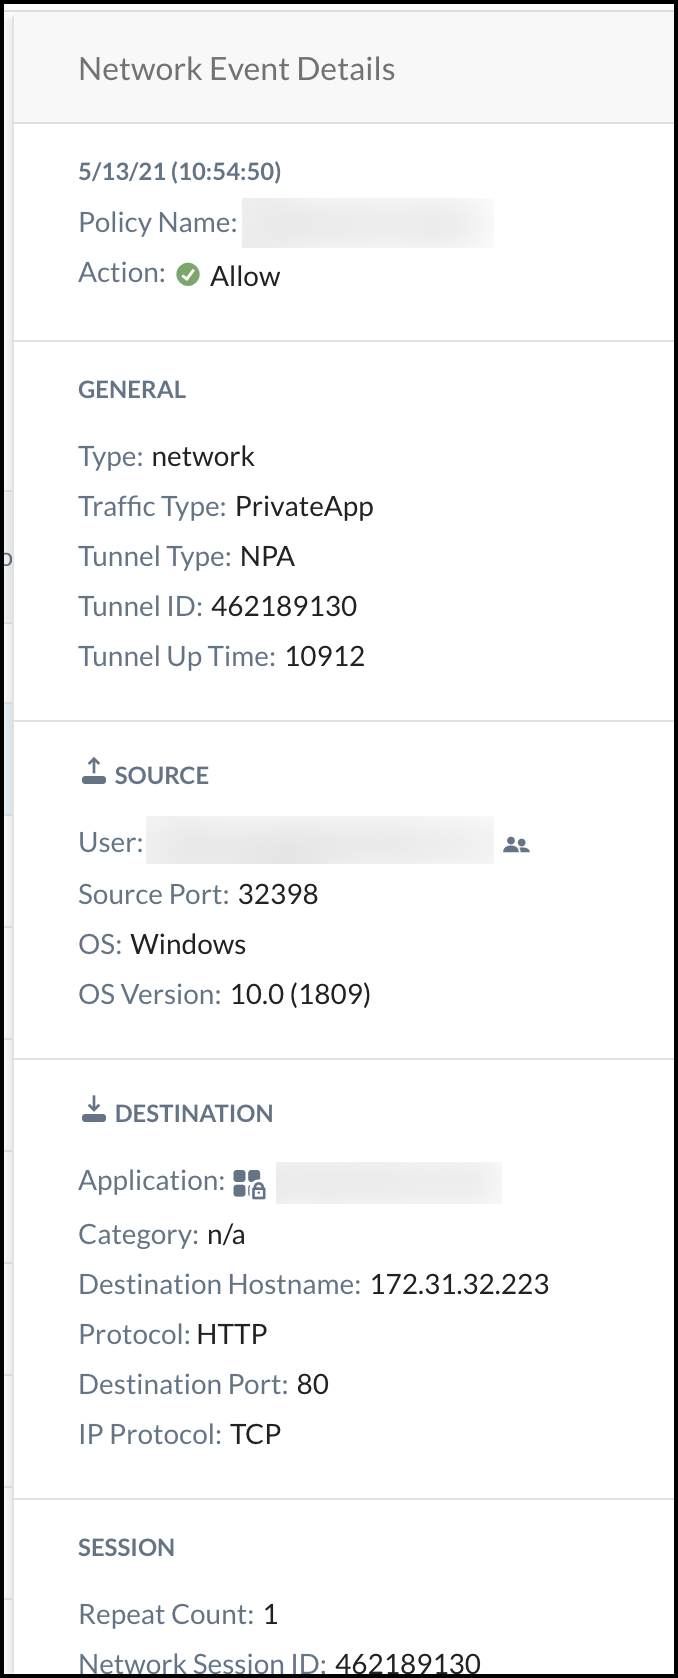 Network Event Details
5/13/21 (10:54:50)
Policy Name:
Action: Allow
GENERAL
Type: network
Traffic Type: PrivateApp
Tunnel Type: NPA
Tunnel ID: 462189130
Tunnel Up Time: 10912
SOURCE
User:
Source Port: 32398
OS: Windows
OS Version: 10.0 (1809)
DESTINATION
Application:
Category: n/a
Destination Hostname: 172.31.32.223
Protocol: HTTP
Destination Port: 80
IP Protocol: TCP
SESSION
Repeat Count: 1
Network Session ID: 462189130